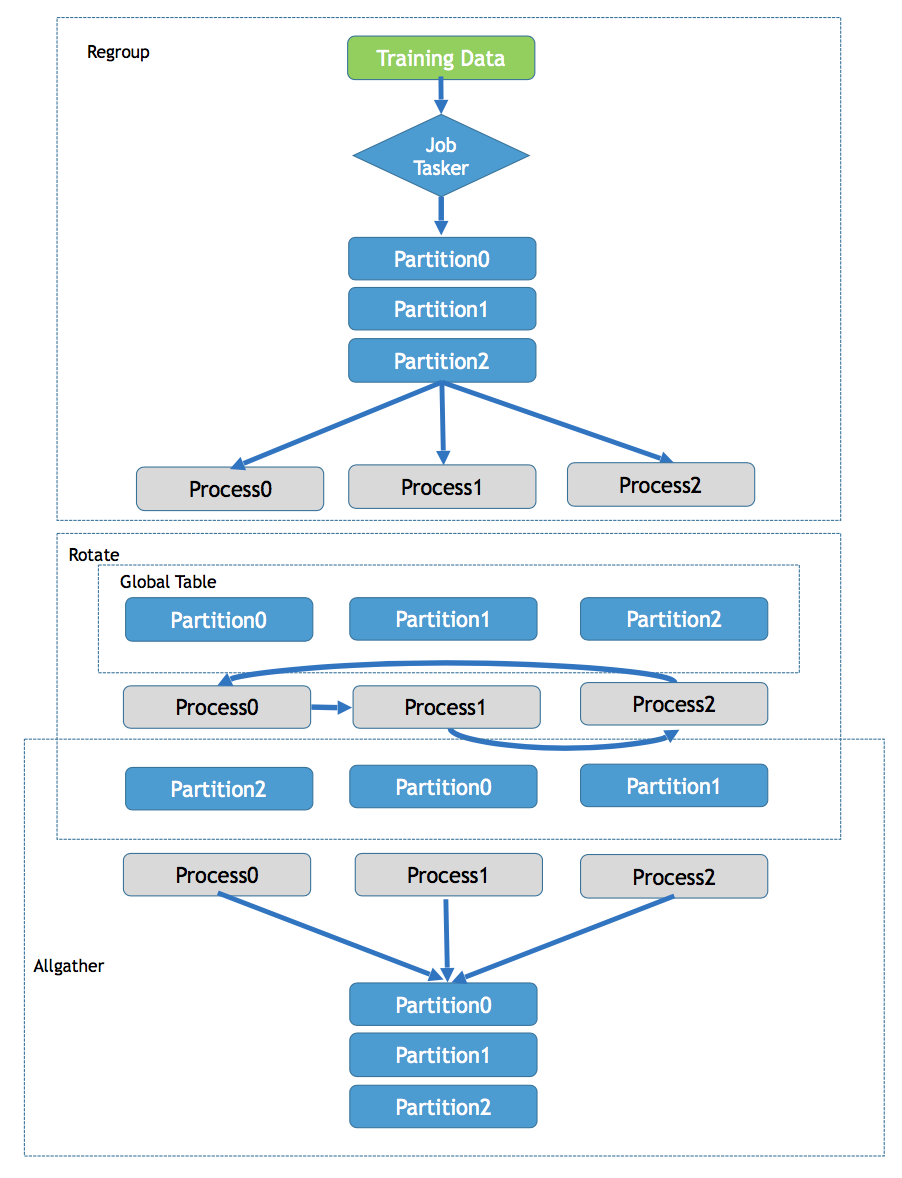 Regroup
Training Data
Job
Tasker
Partition0
Partition1
Partition2
Process0
Process1
Process2
Rotate
Global Table
Partition0
Partition1
Partition2
Process0
Process1
Process2
Partition2
Partition0
Partition1
Process0
Process1
Process2
Allgather
Partition0
Partition1
Partition2